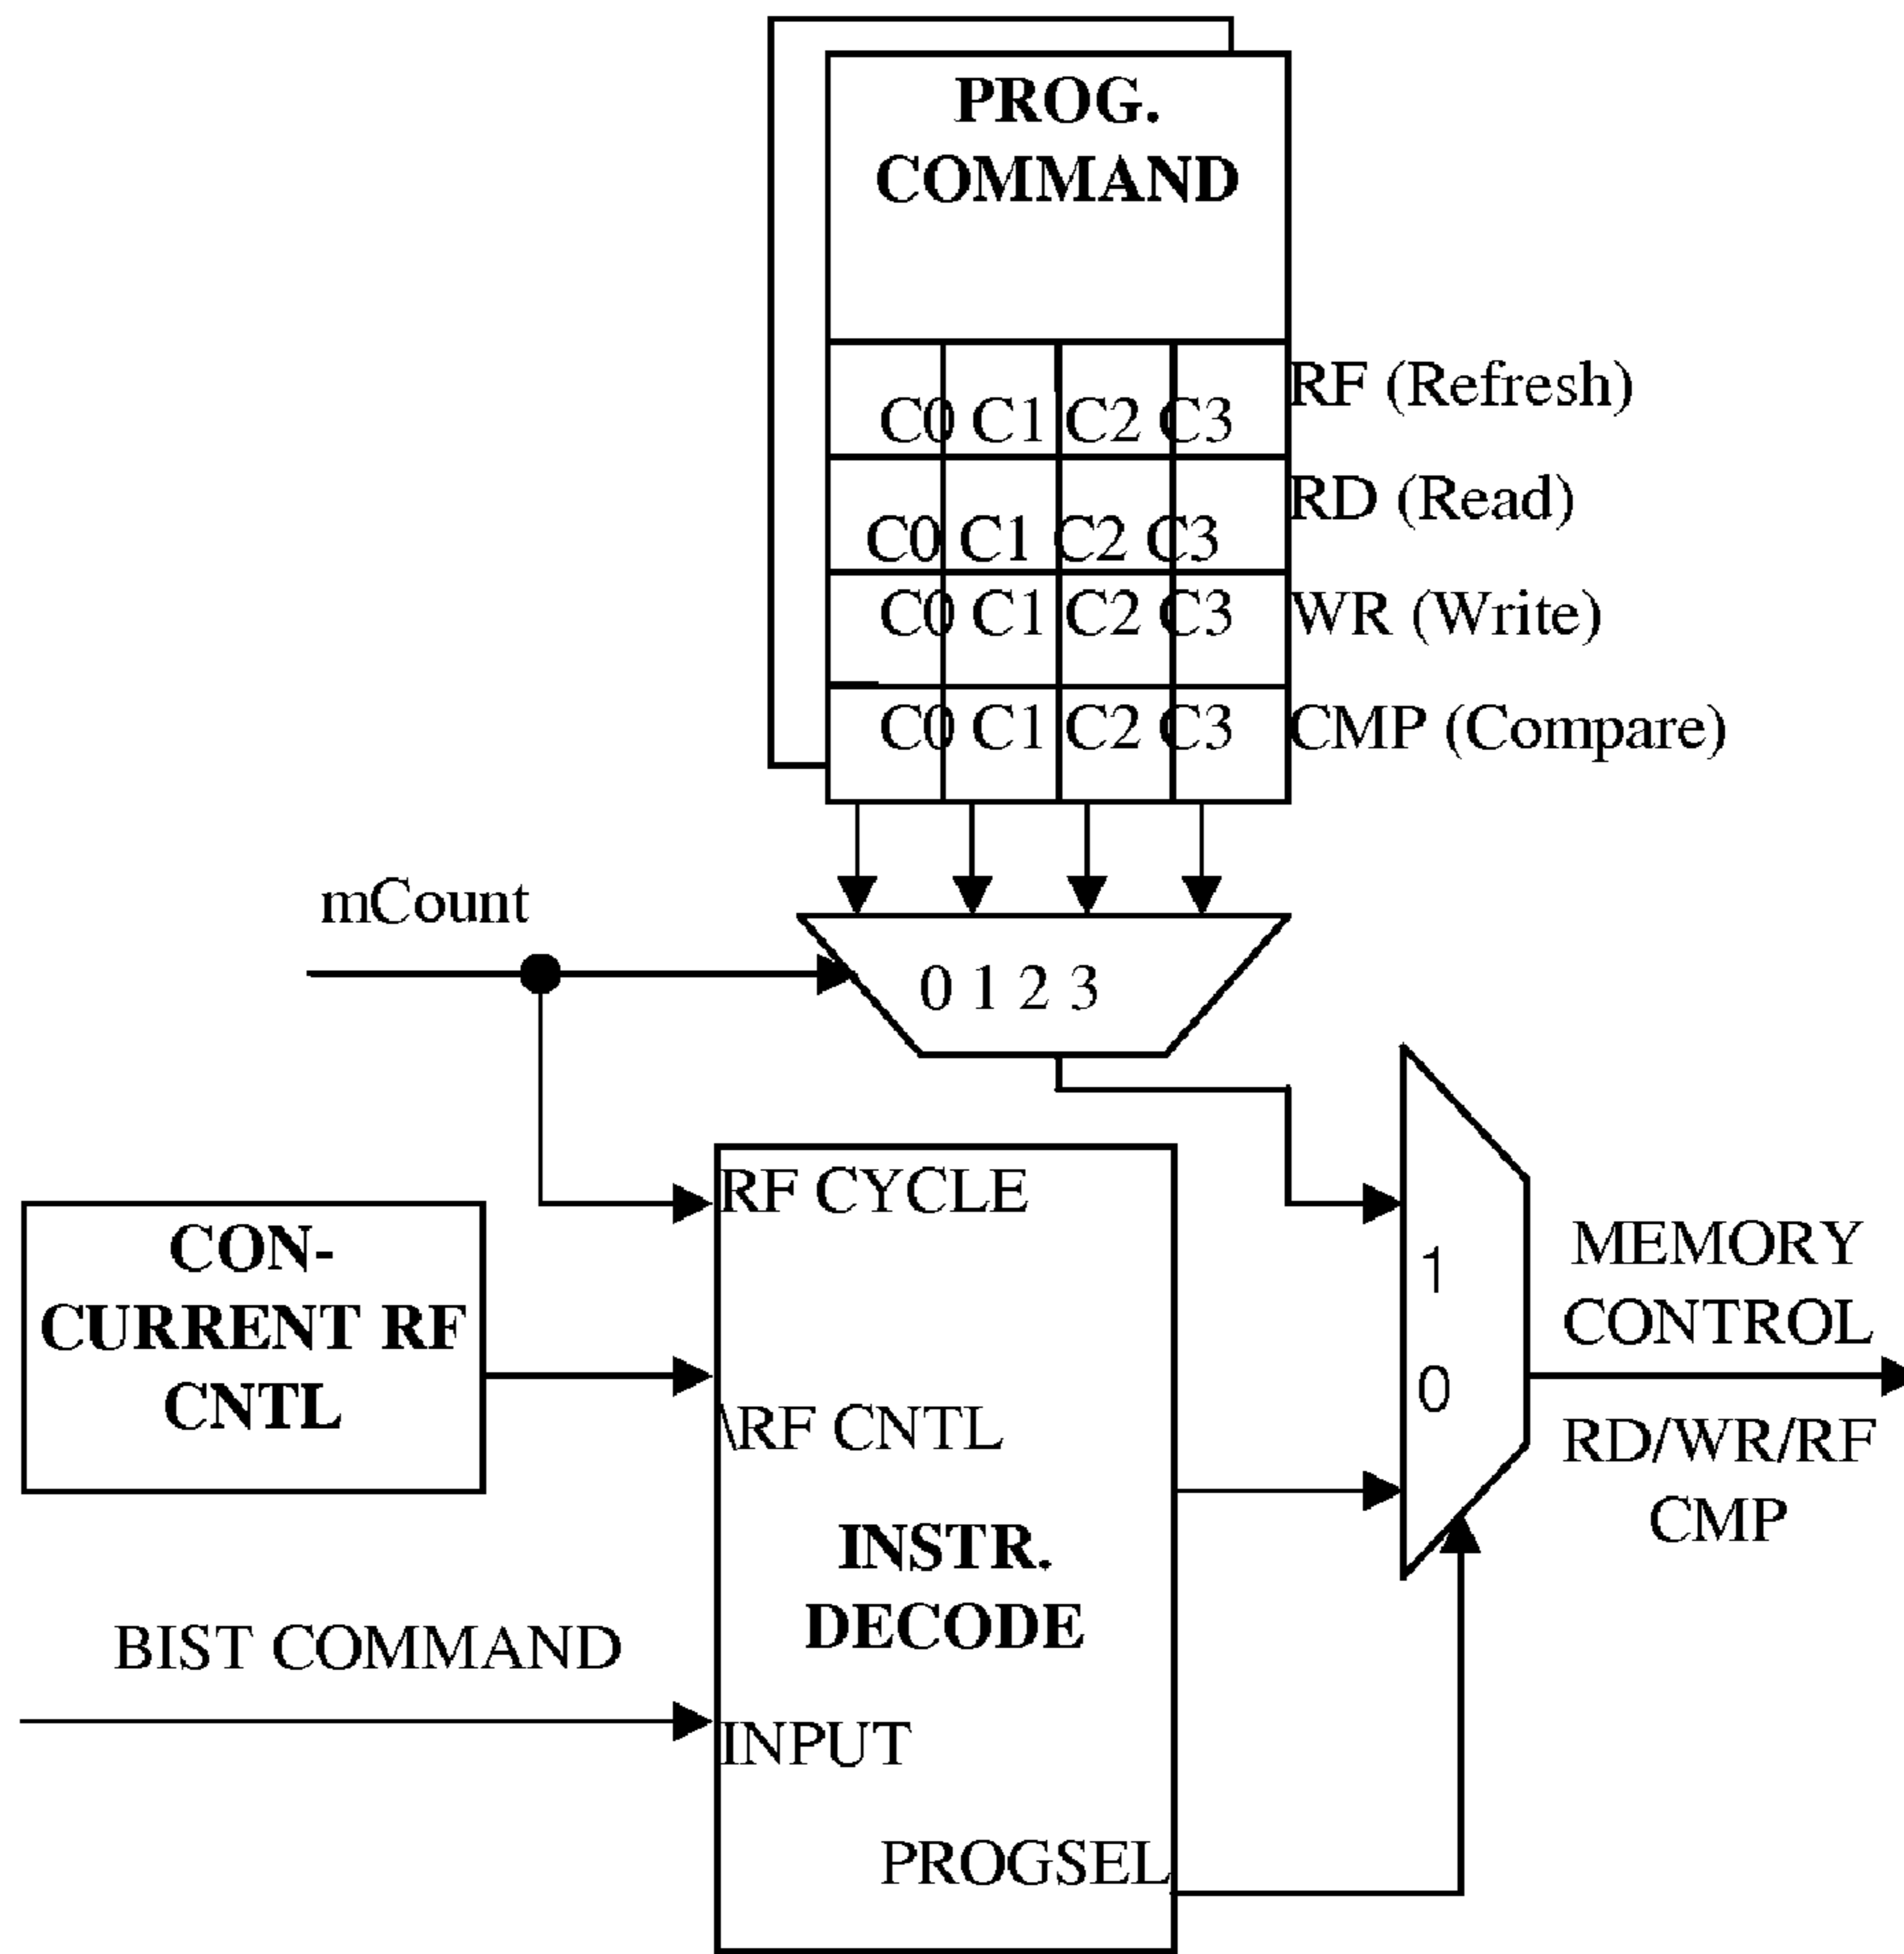 PROG.
COMMAND
C0 C1 C2 C3 RF (Refresh)
C0 C1 C2 C3 RD (Read)
C0 C1 C2 C3 WR (Write)
C0 C1 C2 C3 CMP (Compare)
mCount
0 1 2 3
RF CYCLE
CON-
CURRENT RF
CNTL
\RF CNTL
INSTR.
DECODE
BIST COMMAND
INPUT
PROGSEL
1
0
MEMORY
CONTROL
RD/WR/RF
CMP